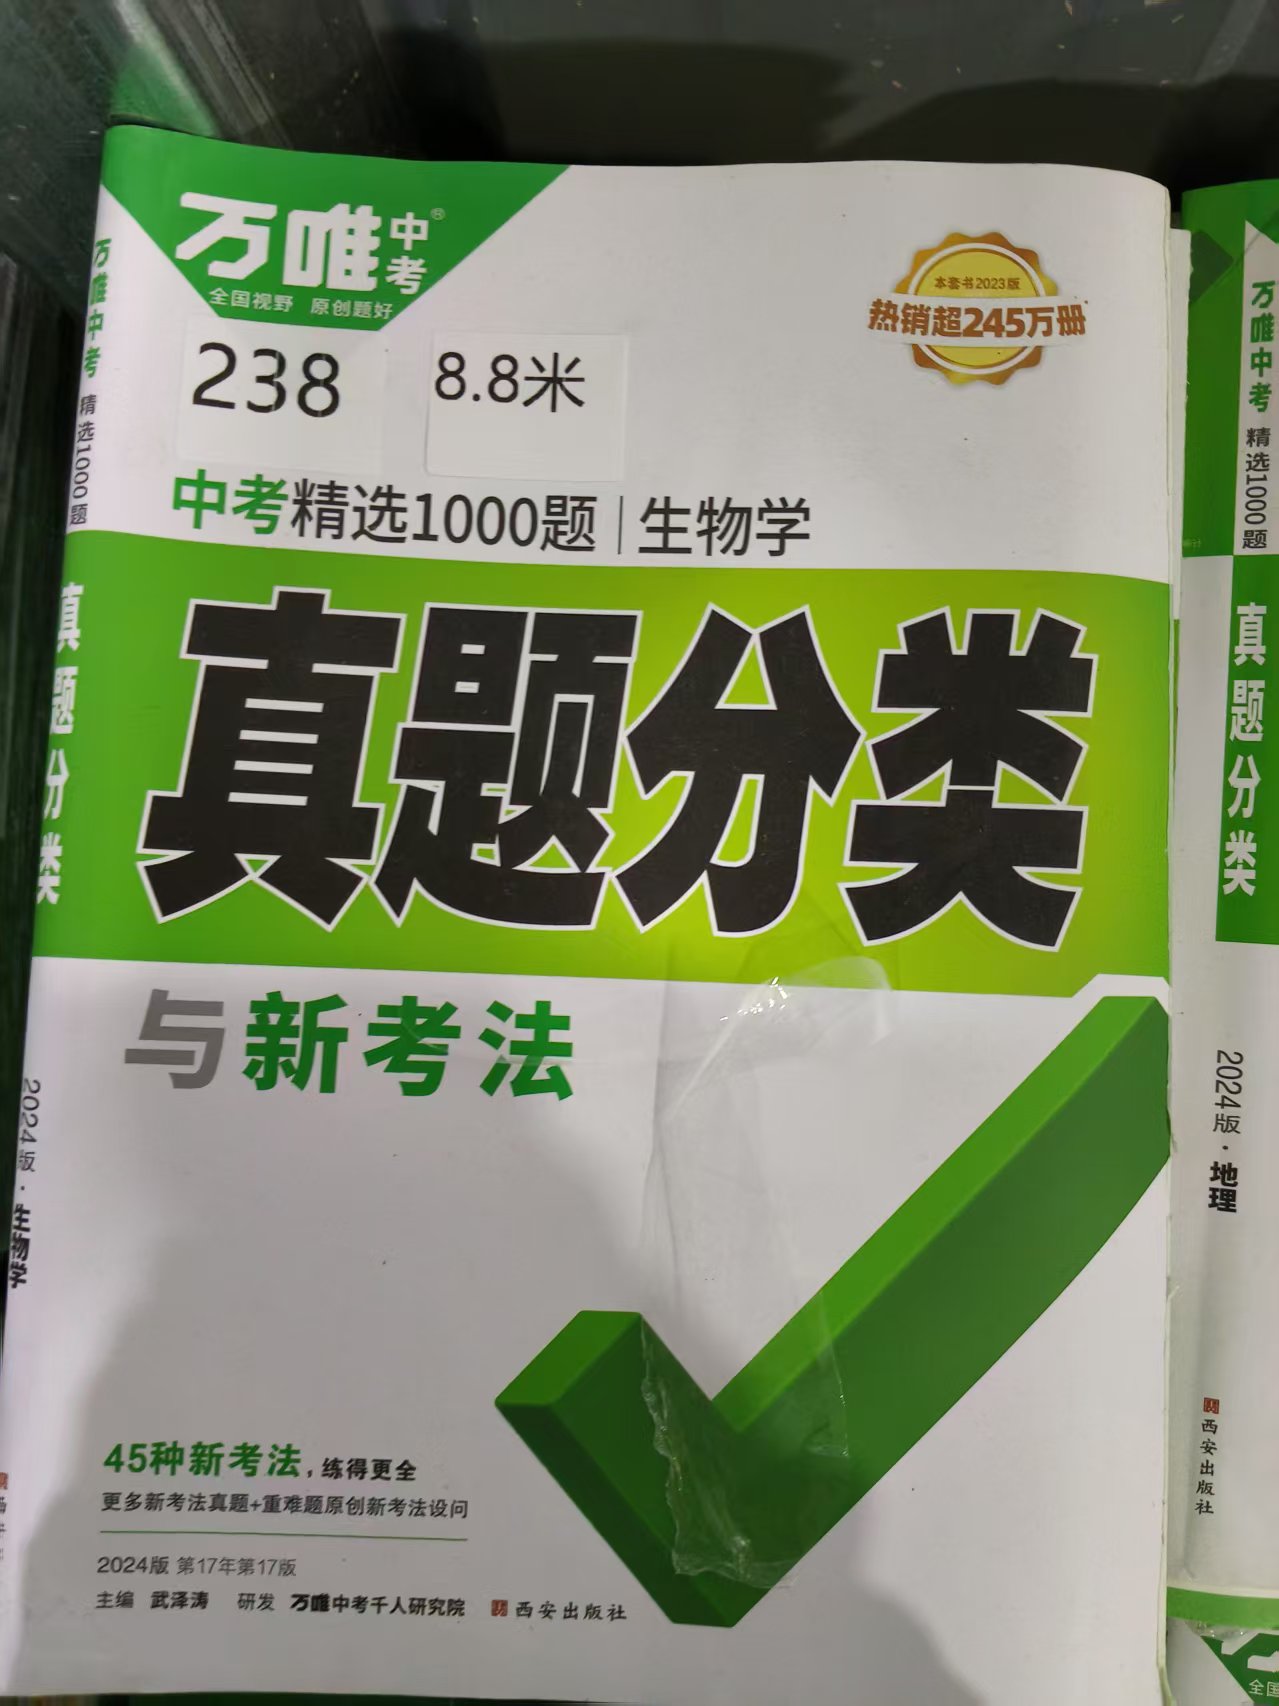 万唯中考®
全国视野 原创题好
本套书2023版
热销超245万册
238
8.8米
中考精选1000题|生物学
真题分类
与新考法
45种新考法，练得更全
更多新考法真题+重难题原创新考法设问
2024版 第17年第17版
主编 武泽涛 研发 万唯中考千人研究院 西安出版社
万唯中考 精选1000题
真题分类
2024版·生物学
万唯中考 精选1000题
真题分类
2024版·地理
西安出版社